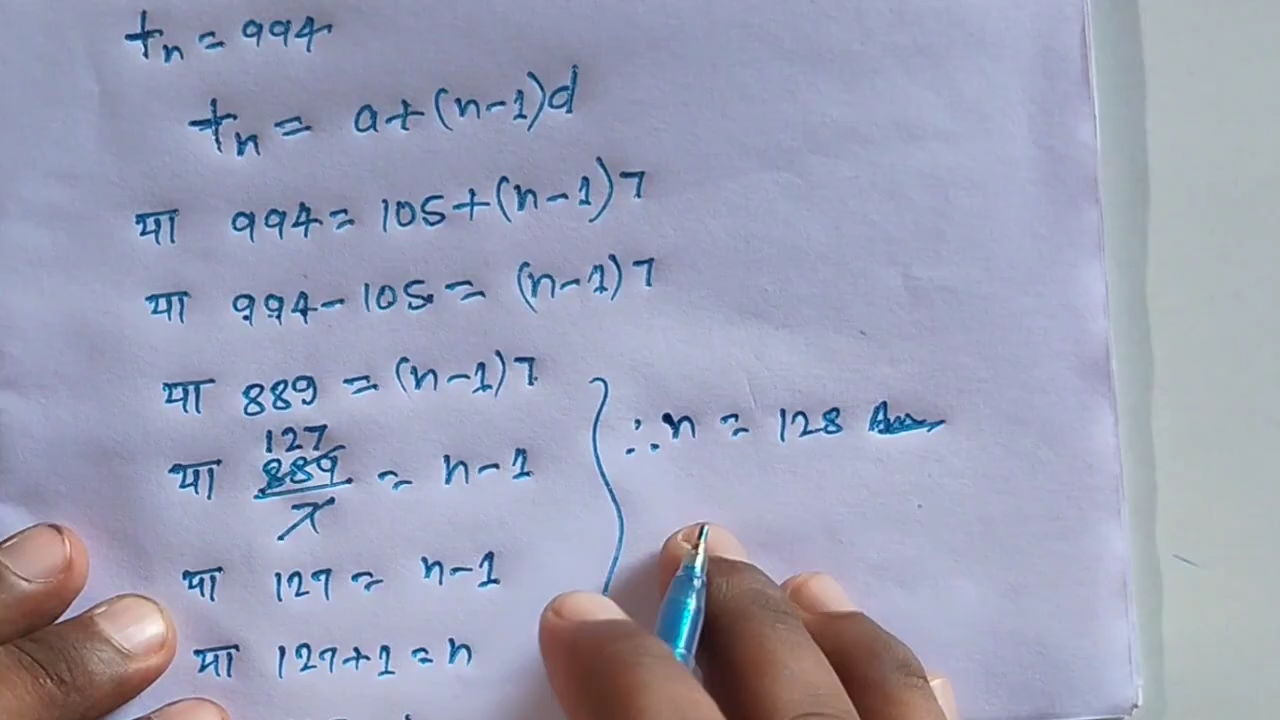 tn = 994
tn = a+(n-1)d
या 994 = 105+(n-1)7
या 994-105 = (n-1)7
या 889 = (n-1)7
127
या 889/7 = n-1
या 127 = n-1
या 127+1 = n
∴ n = 128 Ans